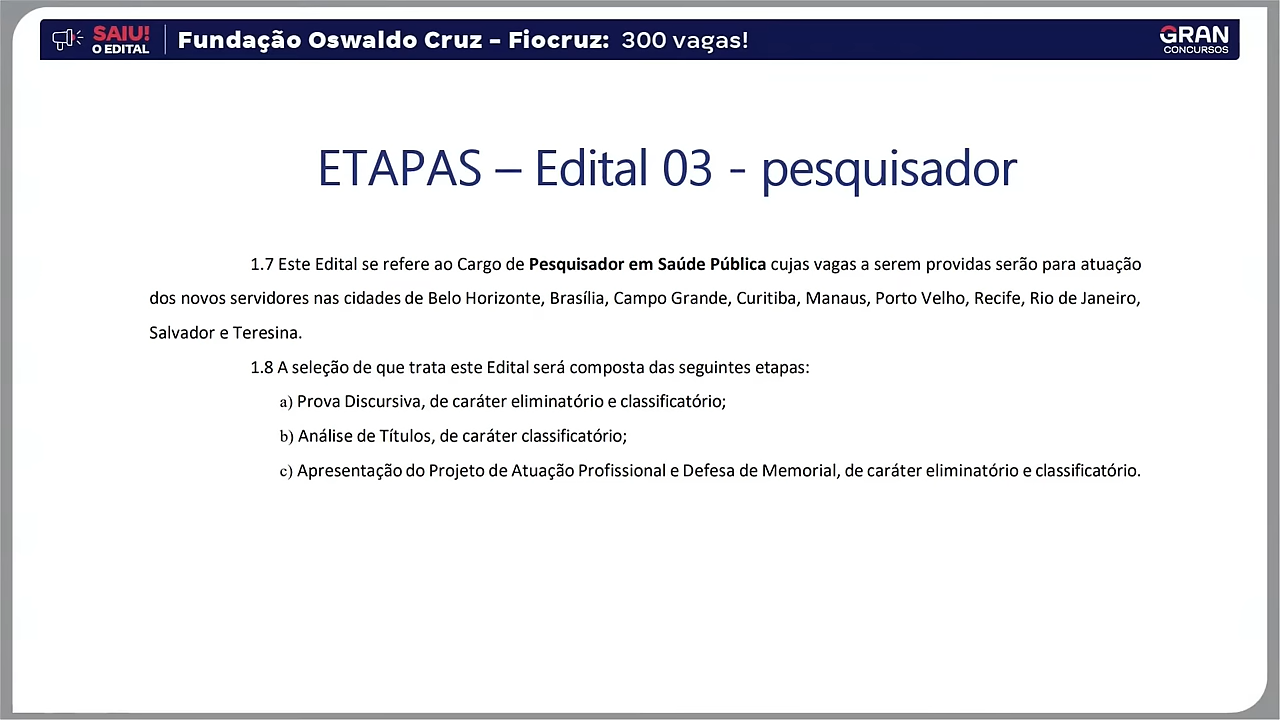 SAIU!
O EDITAL
Fundação Oswaldo Cruz – Fiocruz: 300 vagas!
GRAN
CONCURSOS
ETAPAS – Edital 03 - pesquisador
1.7 Este Edital se refere ao Cargo de Pesquisador em Saúde Pública cujas vagas a serem providas serão para atuação
dos novos servidores nas cidades de Belo Horizonte, Brasília, Campo Grande, Curitiba, Manaus, Porto Velho, Recife, Rio de Janeiro,
Salvador e Teresina.
1.8 A seleção de que trata este Edital será composta das seguintes etapas:
a) Prova Discursiva, de caráter eliminatório e classificatório;
b) Análise de Títulos, de caráter classificatório;
c) Apresentação do Projeto de Atuação Profissional e Defesa de Memorial, de caráter eliminatório e classificatório.